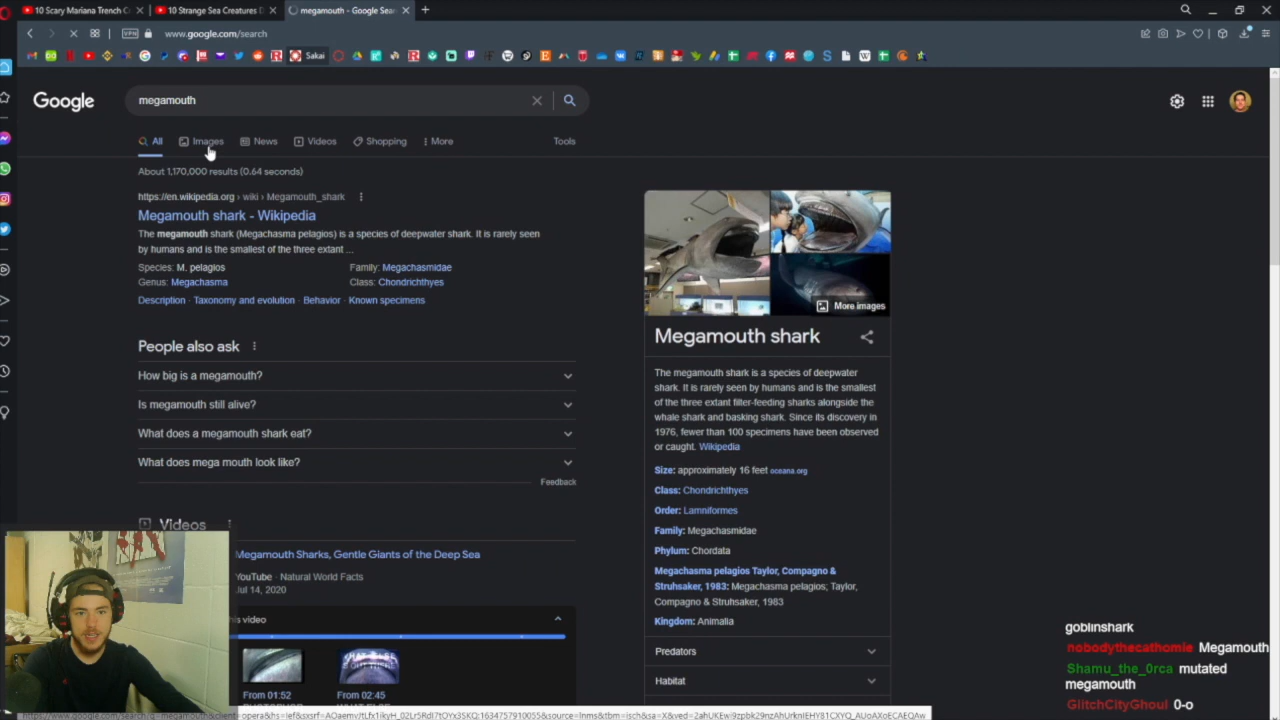 10 Scary Mariana Trench C
10 Strange Sea Creatures D
megamouth - Google Sear
VPN
www.google.com/search
Sakai
Google
megamouth
All
Images
News
Videos
Shopping
More
Tools
About 1,170,000 results (0.64 seconds)
https://en.wikipedia.org › wiki › Megamouth_shark
Megamouth shark - Wikipedia
The megamouth shark (Megachasma pelagios) is a species of deepwater shark. It is rarely seen
by humans and is the smallest of the three extant ...
Species: M. pelagios
Family: Megachasmidae
Genus: Megachasma
Class: Chondrichthyes
Description · Taxonomy and evolution · Behavior · Known specimens
People also ask
How big is a megamouth?
Is megamouth still alive?
What does a megamouth shark eat?
What does mega mouth look like?
Feedback
Videos
Megamouth Sharks, Gentle Giants of the Deep Sea
YouTube · Natural World Facts
Jul 14, 2020
his video
From 01:52
From 02:45
More images
Megamouth shark
The megamouth shark is a species of deepwater
shark. It is rarely seen by humans and is the smallest
of the three extant filter-feeding sharks alongside the
whale shark and basking shark. Since its discovery in
1976, fewer than 100 specimens have been observed
or caught. Wikipedia
Size: approximately 16 feet oceana.org
Class: Chondrichthyes
Order: Lamniformes
Family: Megachasmidae
Phylum: Chordata
Megachasma pelagios Taylor, Compagno &
Struhsaker, 1983: Megachasma pelagios; Taylor,
Compagno & Struhsaker, 1983
Kingdom: Animalia
Predators
Habitat
goblinshark
nobodythecathomie Megamouth
Shamu_the_0rca mutated
megamouth
GlitchCityGhoul 0-o